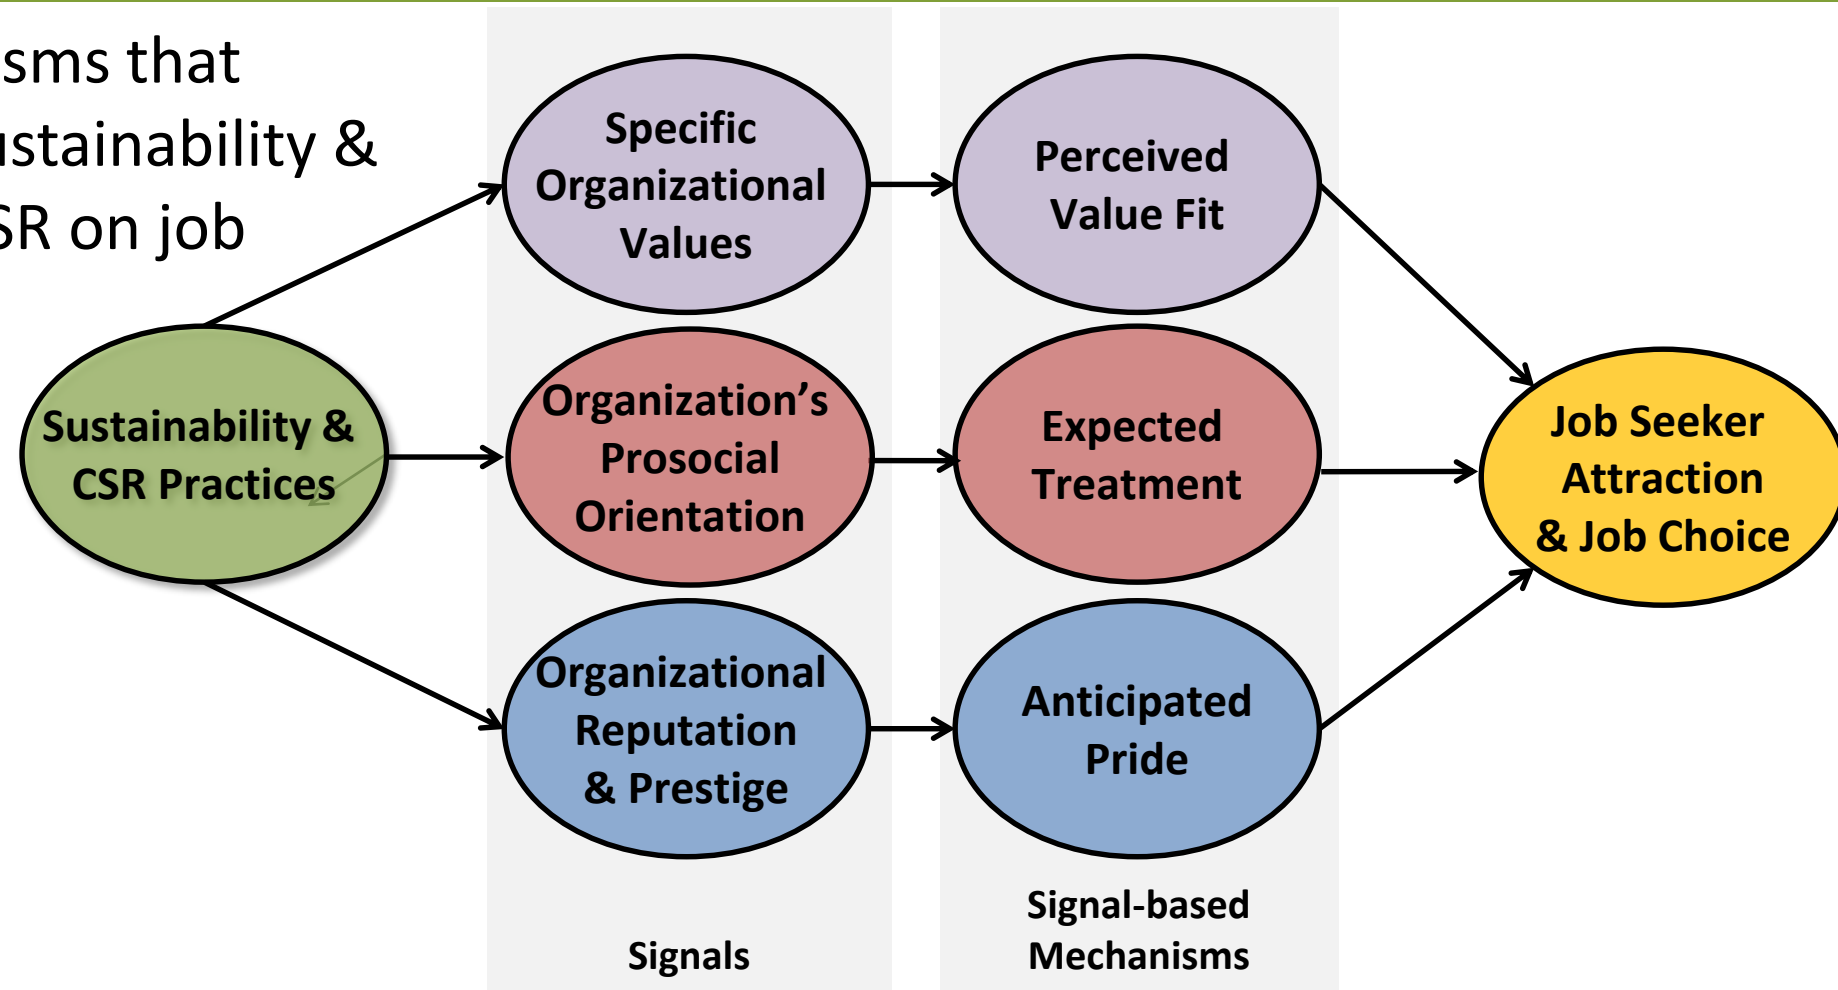 sms that
stainability &
SR on job
Specific
Organizational
Values
Perceived
Value Fit
Sustainability &
CSR Practices
Organization’s
Prosocial
Orientation
Expected
Treatment
Job Seeker
Attraction
& Job Choice
Organizational
Reputation
& Prestige
Anticipated
Pride
Signals
Signal-based
Mechanisms